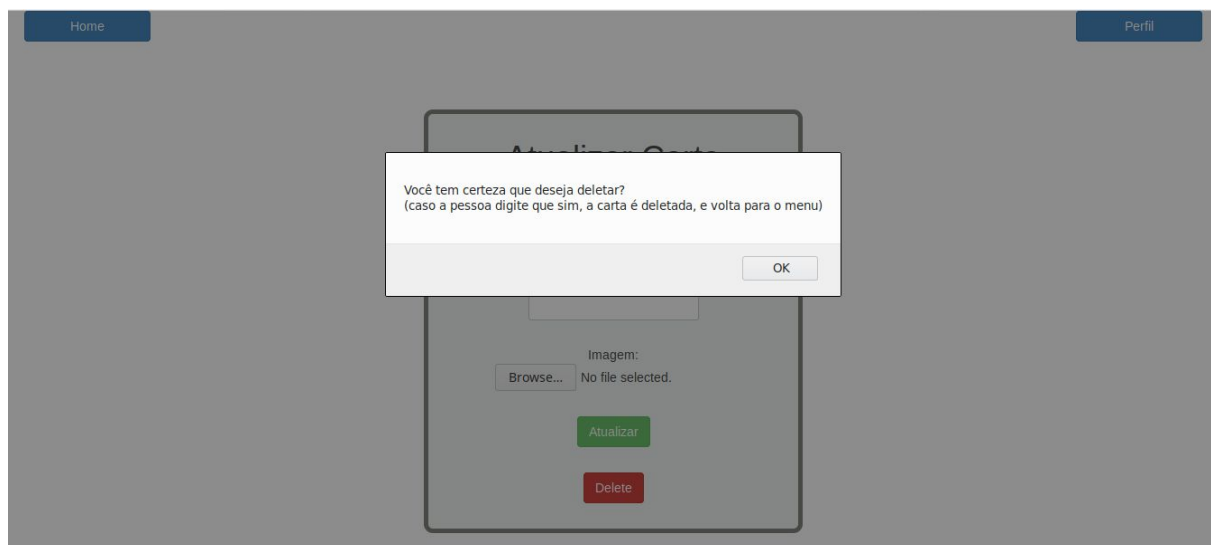 Home
Perfil
Você tem certeza que deseja deletar?
(caso a pessoa digite que sim, a carta é deletada, e volta para o menu)
OK
Imagem:
Browse... No file selected.
Atualizar
Delete